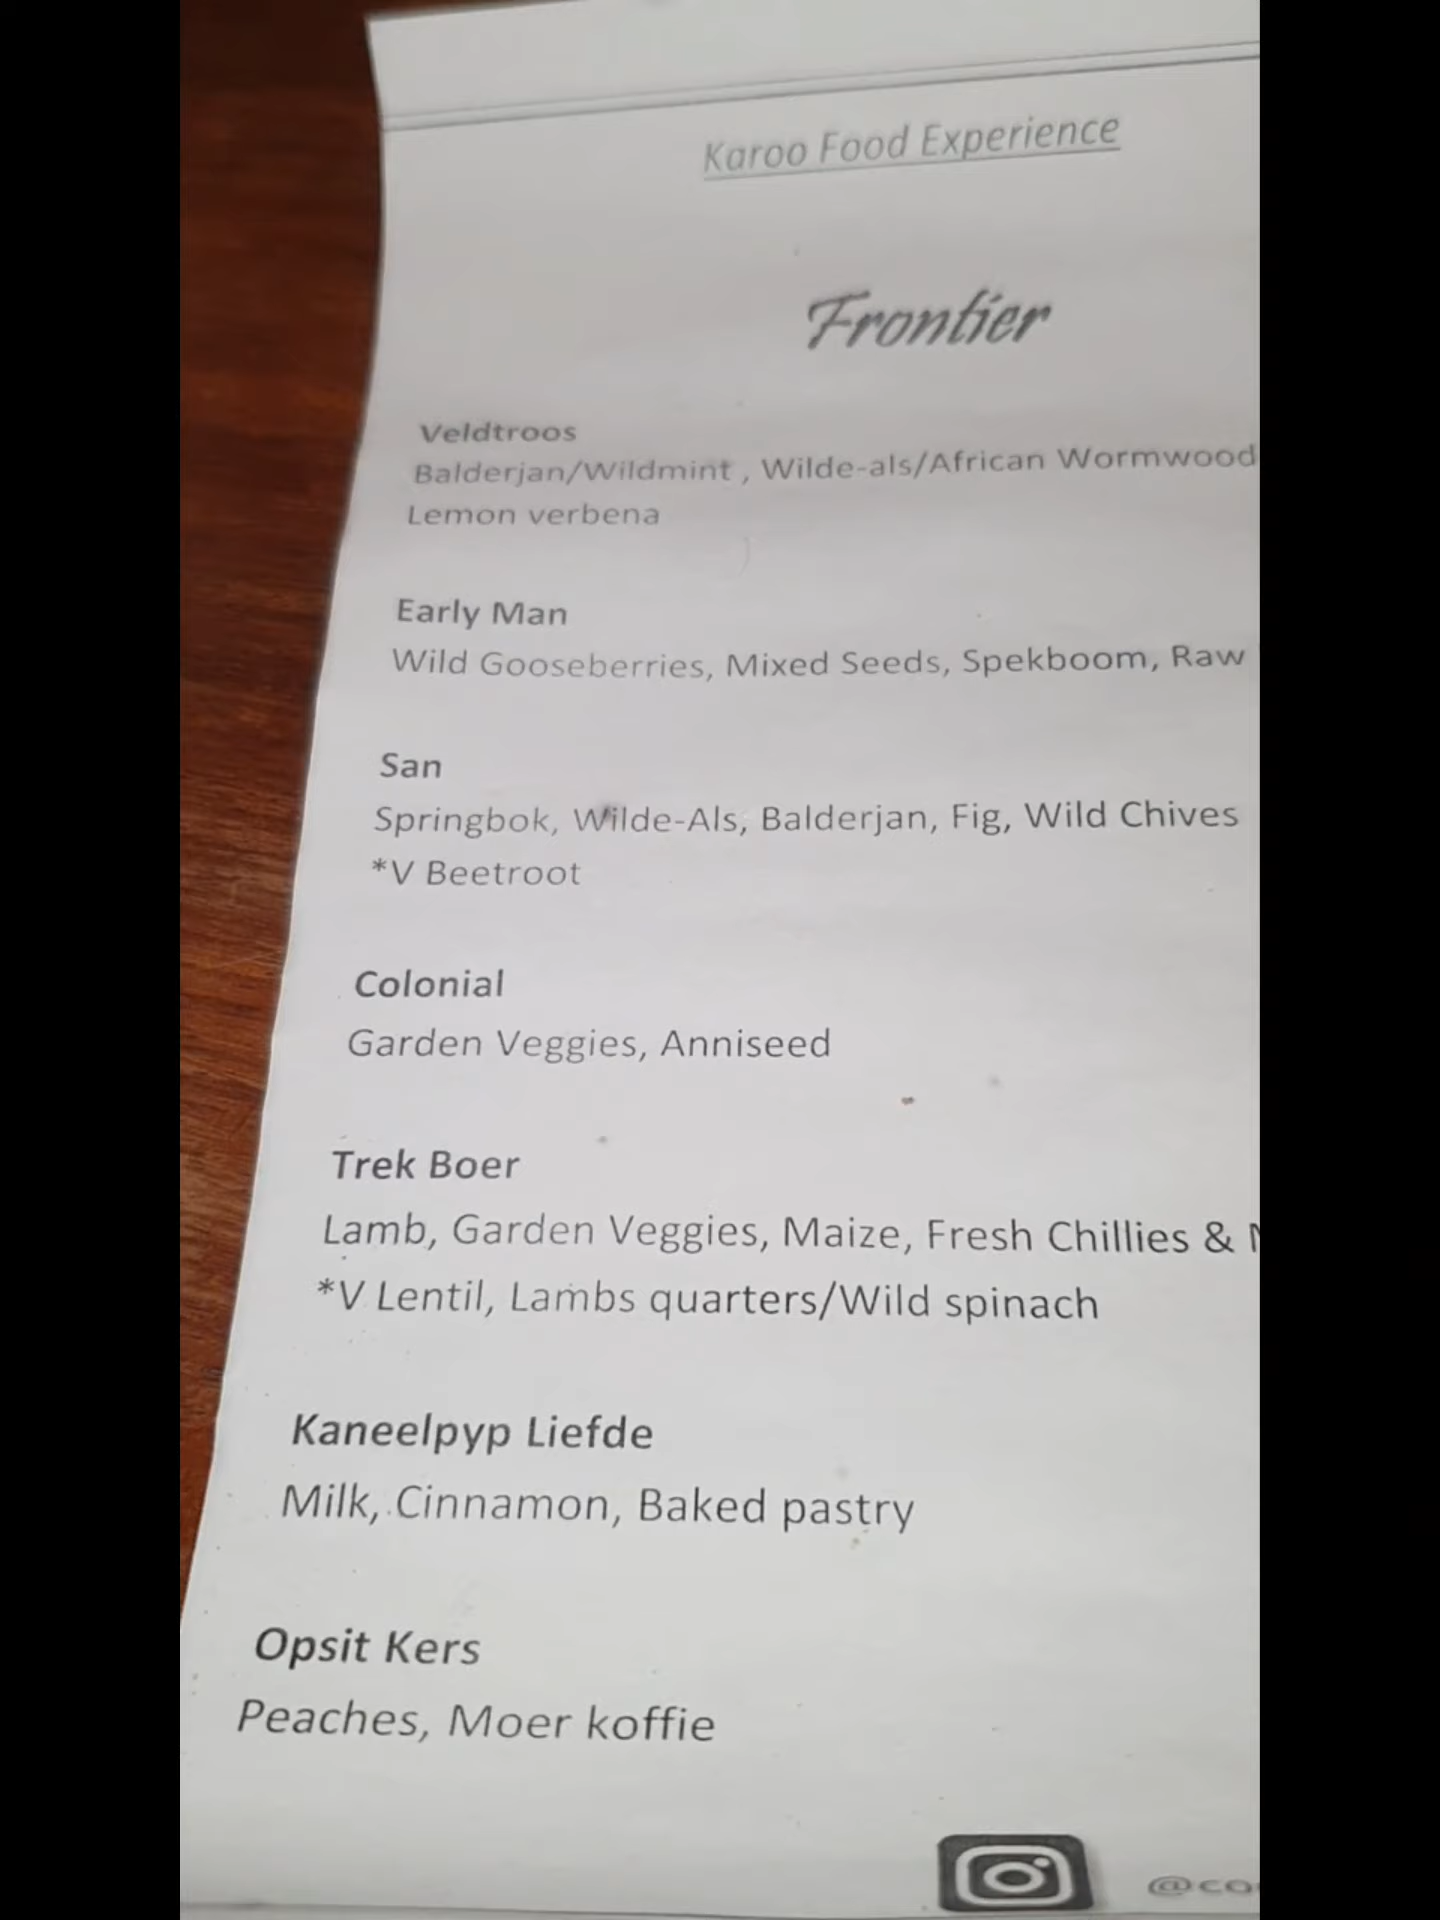 Karoo Food Experience
Frontier
Veldtroos
Balderjan/Wildmint , Wilde-als/African Wormwood
Lemon verbena
Early Man
Wild Gooseberries, Mixed Seeds, Spekboom, Raw
San
Springbok, Wilde-Als, Balderjan, Fig, Wild Chives
*V Beetroot
Colonial
Garden Veggies, Anniseed
Trek Boer
Lamb, Garden Veggies, Maize, Fresh Chillies &
*V Lentil, Lambs quarters/Wild spinach
Kaneelpyp Liefde
Milk, Cinnamon, Baked pastry
Opsit Kers
Peaches, Moer koffie